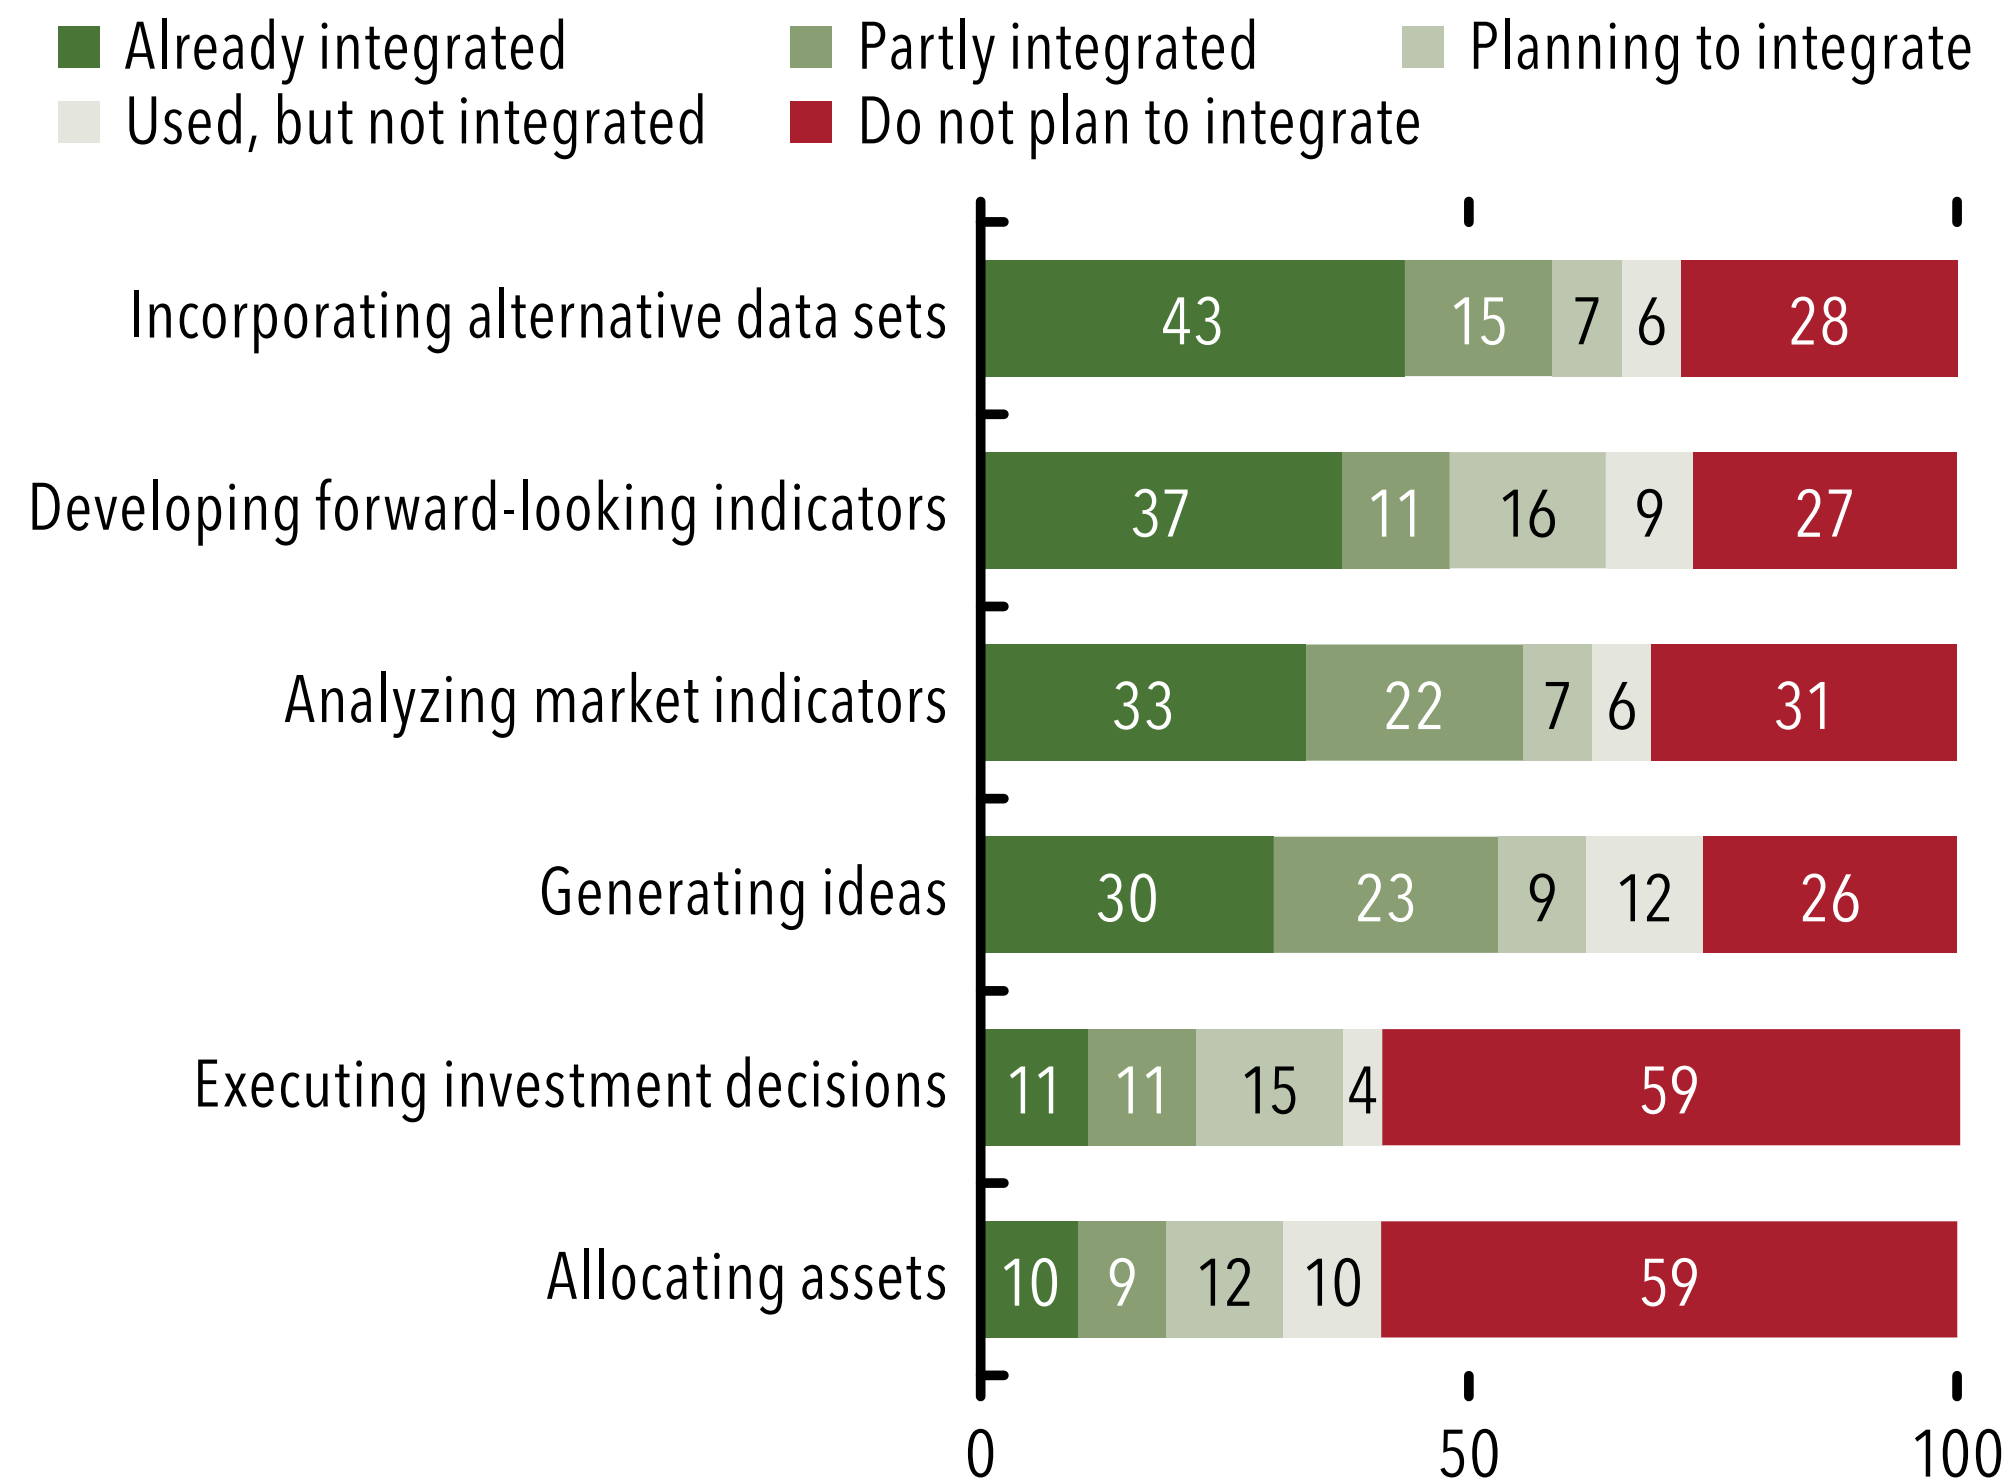 Already integrated Partly integrated Planning to integrate
Used, but not integrated Do not plan to integrate
Incorporating alternative data sets 43 15 7 6 28
Developing forward-looking indicators 37 11 16 9 27
Analyzing market indicators 33 22 7 6 31
Generating ideas 30 23 9 12 26
Executing investment decisions 11 11 15 4 59
Allocating assets 10 9 12 10 59
0 50 100